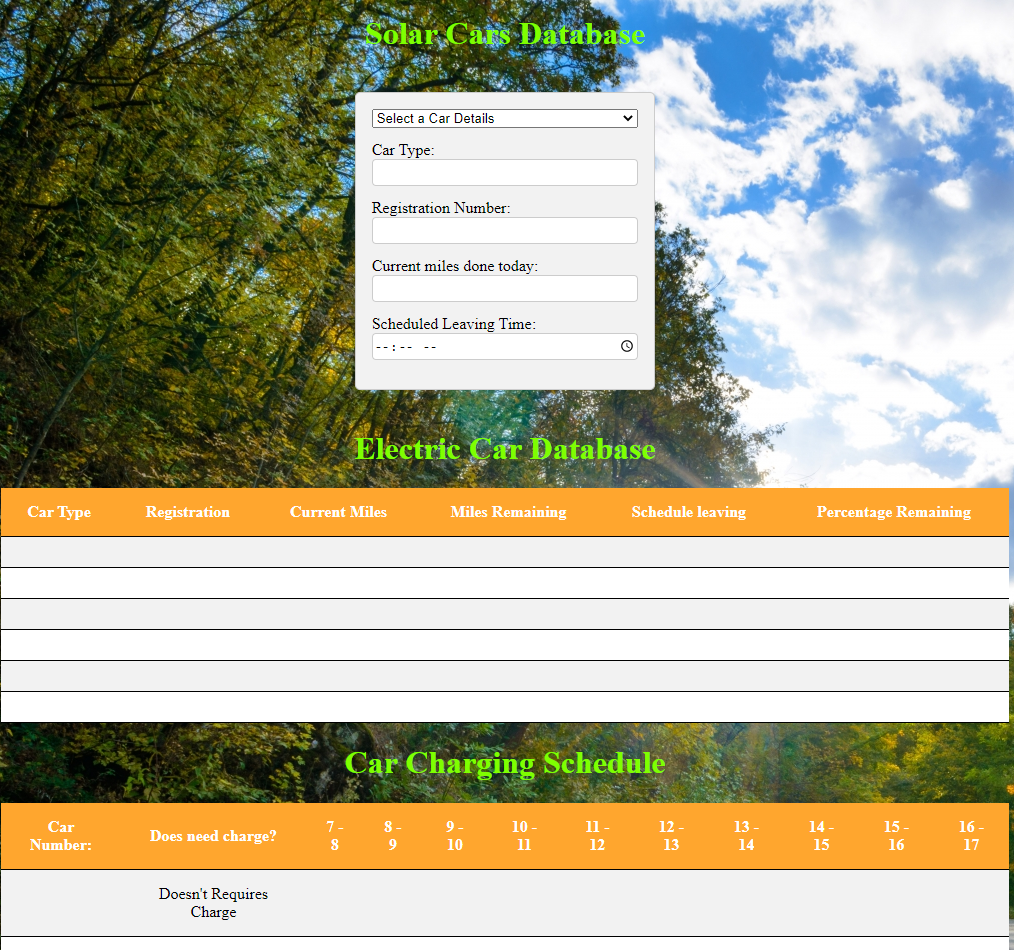 Solar Cars Database
Select a Car Details
Car Type:
Registration Number:
Current miles done today:
Scheduled Leaving Time:
--:-- --
Electric Car Database
Car Type Registration Current Miles Miles Remaining Schedule leaving Percentage Remaining
Car Charging Schedule
Car Number: Does need charge? 7 - 8 8 - 9 9 - 10 10 - 11 11 - 12 12 - 13 13 - 14 14 - 15 15 - 16 16 - 17
Doesn't Requires
Charge